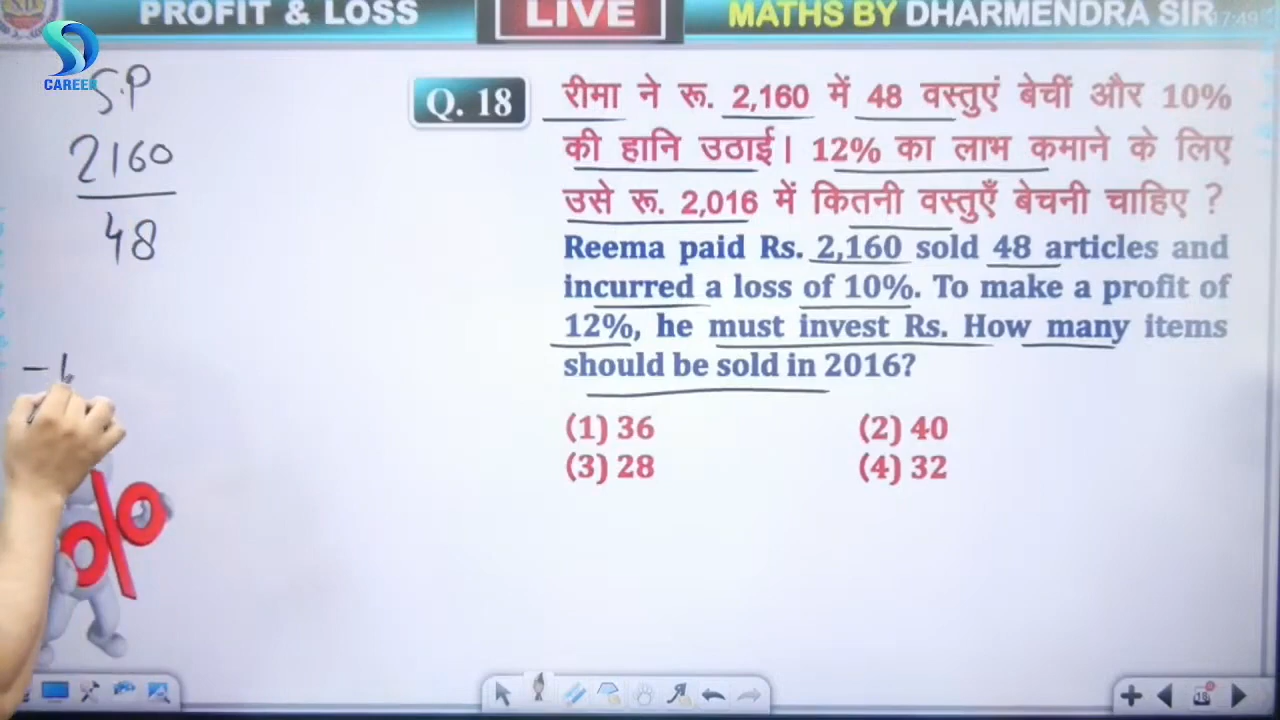 PROFIT & LOSS
LIVE
MATHS BY DHARMENDRA SIR
17:49
CAREER
S.P
2160
48
Q. 18
रीमा ने रू. 2,160 में 48 वस्तुएं बेचीं और 10%
की हानि उठाई। 12% का लाभ कमाने के लिए
उसे रू. 2,016 में कितनी वस्तुएँ बेचनी चाहिए ?
Reema paid Rs. 2,160 sold 48 articles and
incurred a loss of 10%. To make a profit of
12%, he must invest Rs. How many items
should be sold in 2016?
(1) 36
(2) 40
(3) 28
(4) 32
18